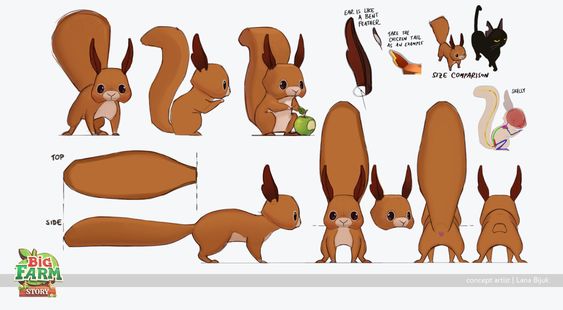 EAR IS LIKE
A BENT
FEATHER.
TAKE THE
CHICKEN TAIL
AS AN EXAMPLE
SIZE COMPARISON
SKELLY
TOP
SIDE
BIG
FARM
STORY
concept artist | Lana Bijuk